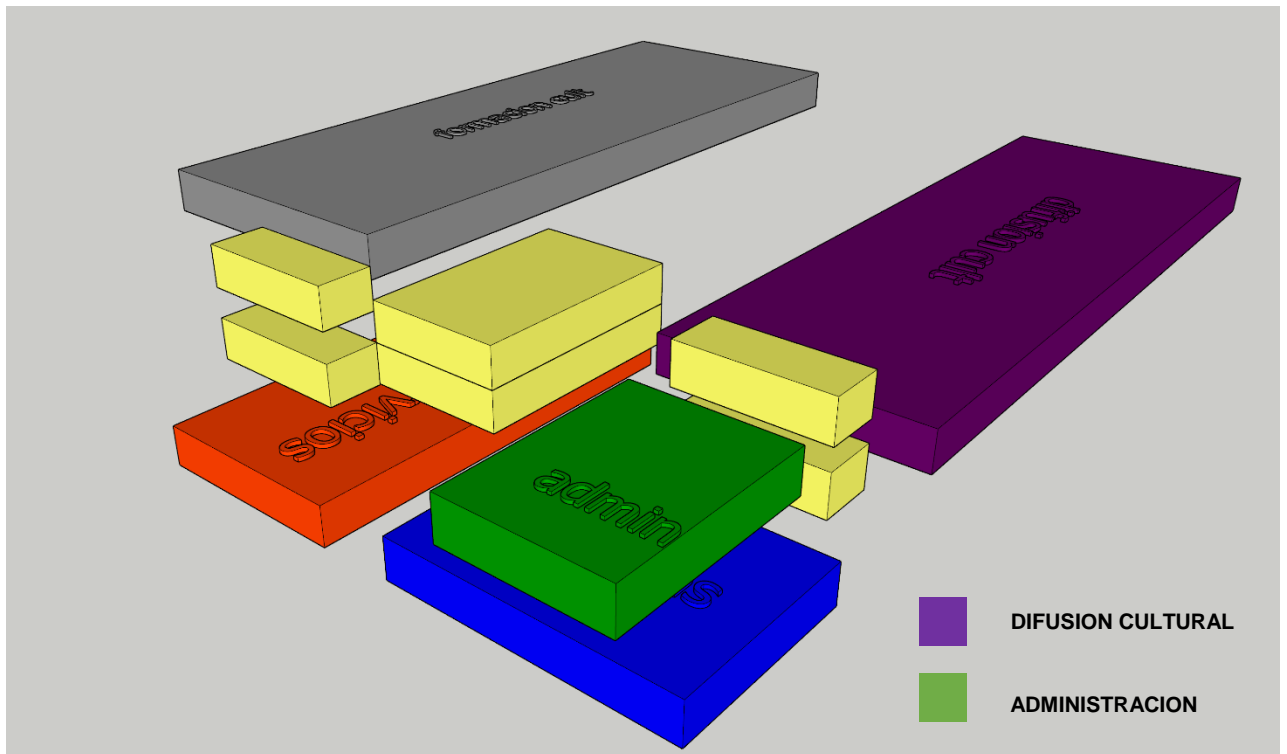 formacion cult
difusion cult.
vicios
admin
s
DIFUSION CULTURAL
ADMINISTRACION